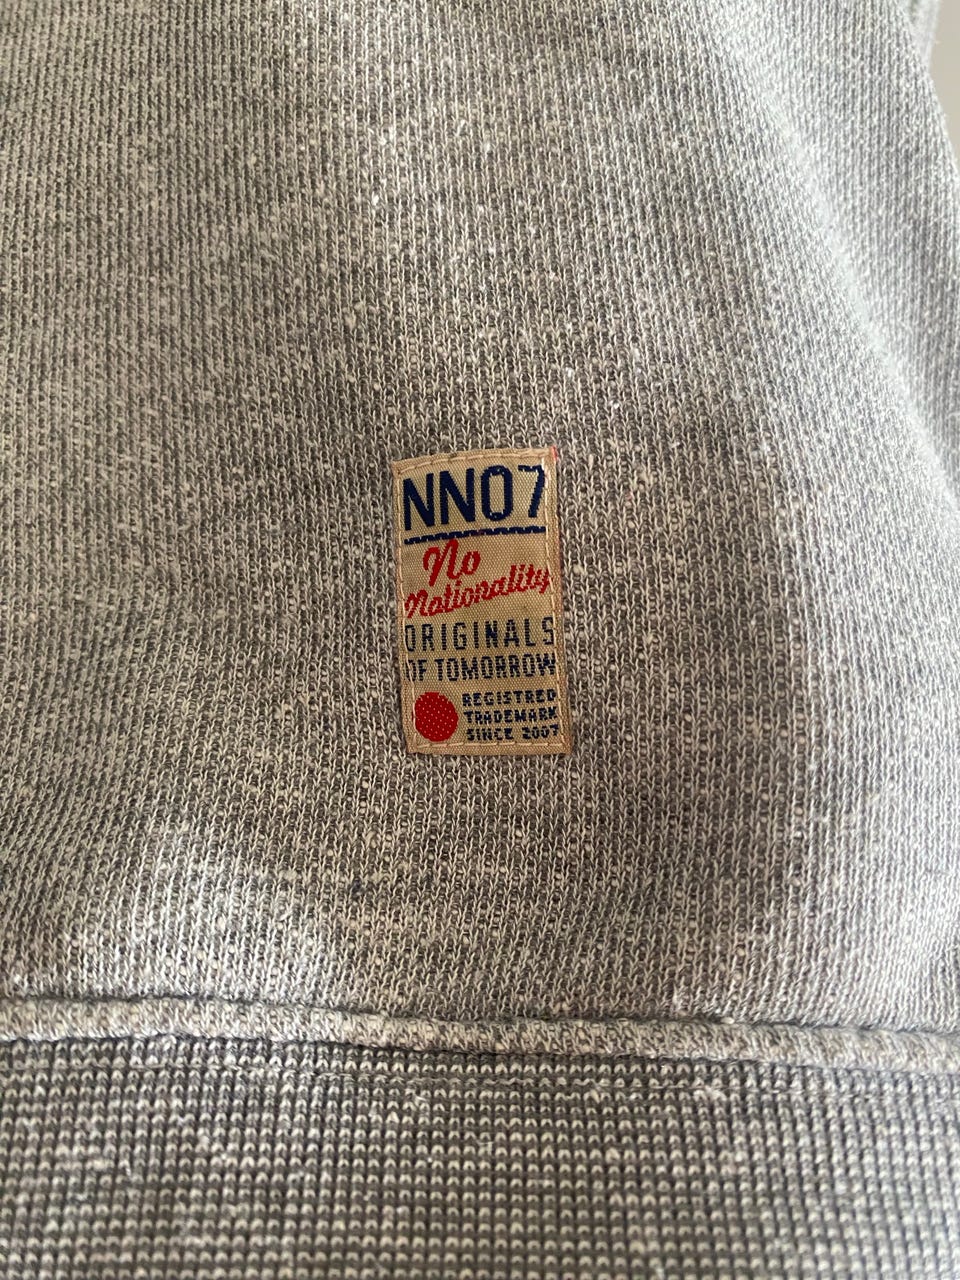 NN07
No
Nationality
ORIGINALS
OF TOMORROW
REGISTRED
TRADEMARK
SINCE 2007